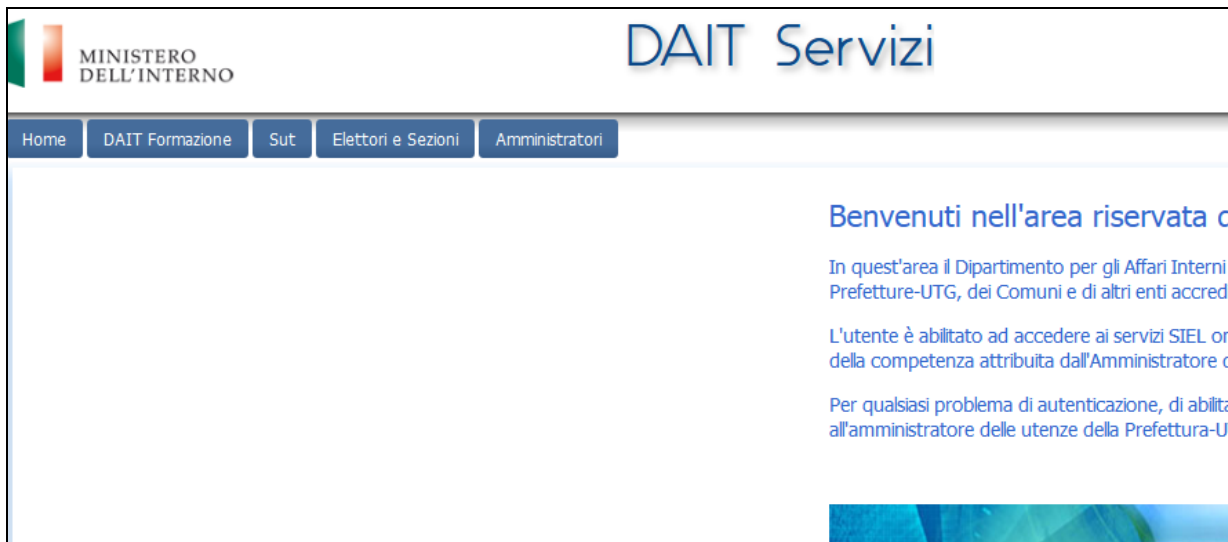 MINISTERO
DELL'INTERNO
DAIT Servizi
Home DAIT Formazione Sut Elettori e Sezioni Amministratori
Benvenuti nell'area riservata
In quest'area il Dipartimento per gli Affari Interni
Prefetture-UTG, dei Comuni e di altri enti
L'utente è abilitato ad accedere ai servizi SIEL
della competenza attribuita dall'Amministratore
Per qualsiasi problema di autenticazione, di
all'amministratore delle utenze della